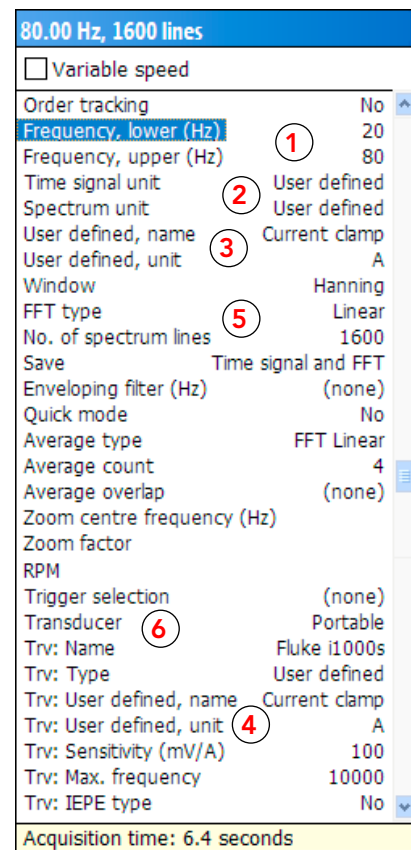 80.00 Hz, 1600 lines
Variable speed
Order tracking No
Frequency, lower (Hz) 20
1
Frequency, upper (Hz) 80
Time signal unit User defined
2
Spectrum unit User defined
User defined, name Current clamp
3
User defined, unit A
Window Hanning
FFT type Linear
5
No. of spectrum lines 1600
Save Time signal and FFT
Enveloping filter (Hz) (none)
Quick mode No
Average type FFT Linear
Average count 4
Average overlap (none)
Zoom centre frequency (Hz)
Zoom factor
RPM
Trigger selection (none)
Transducer Portable
6
Trv: Name Fluke i1000s
Trv: Type User defined
Trv: User defined, name Current clamp
Trv: User defined, unit 4 A
Trv: Sensitivity (mV/A) 100
Trv: Max. frequency 10000
Trv: IEPE type No
Acquisition time: 6.4 seconds